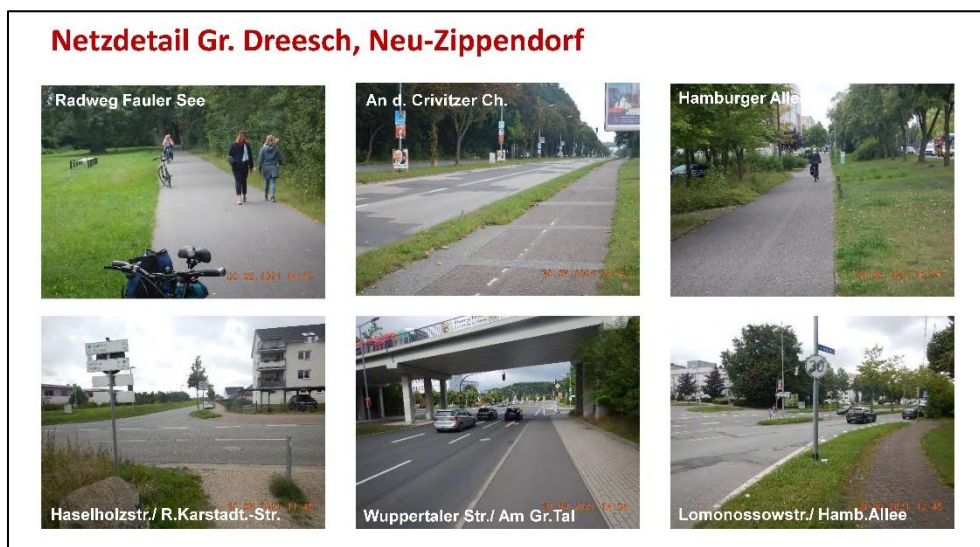 Netzdetail Gr. Dreesch, Neu-Zippendorf
Radweg Fauler See
An d. Crivitzer Ch.
Hamburger Allee
Haselholzstr./ R.Karstadt.-Str.
Wuppertaler Str./ Am Gr.Tal
30
Lomonossowstr./ Hamb.Allee